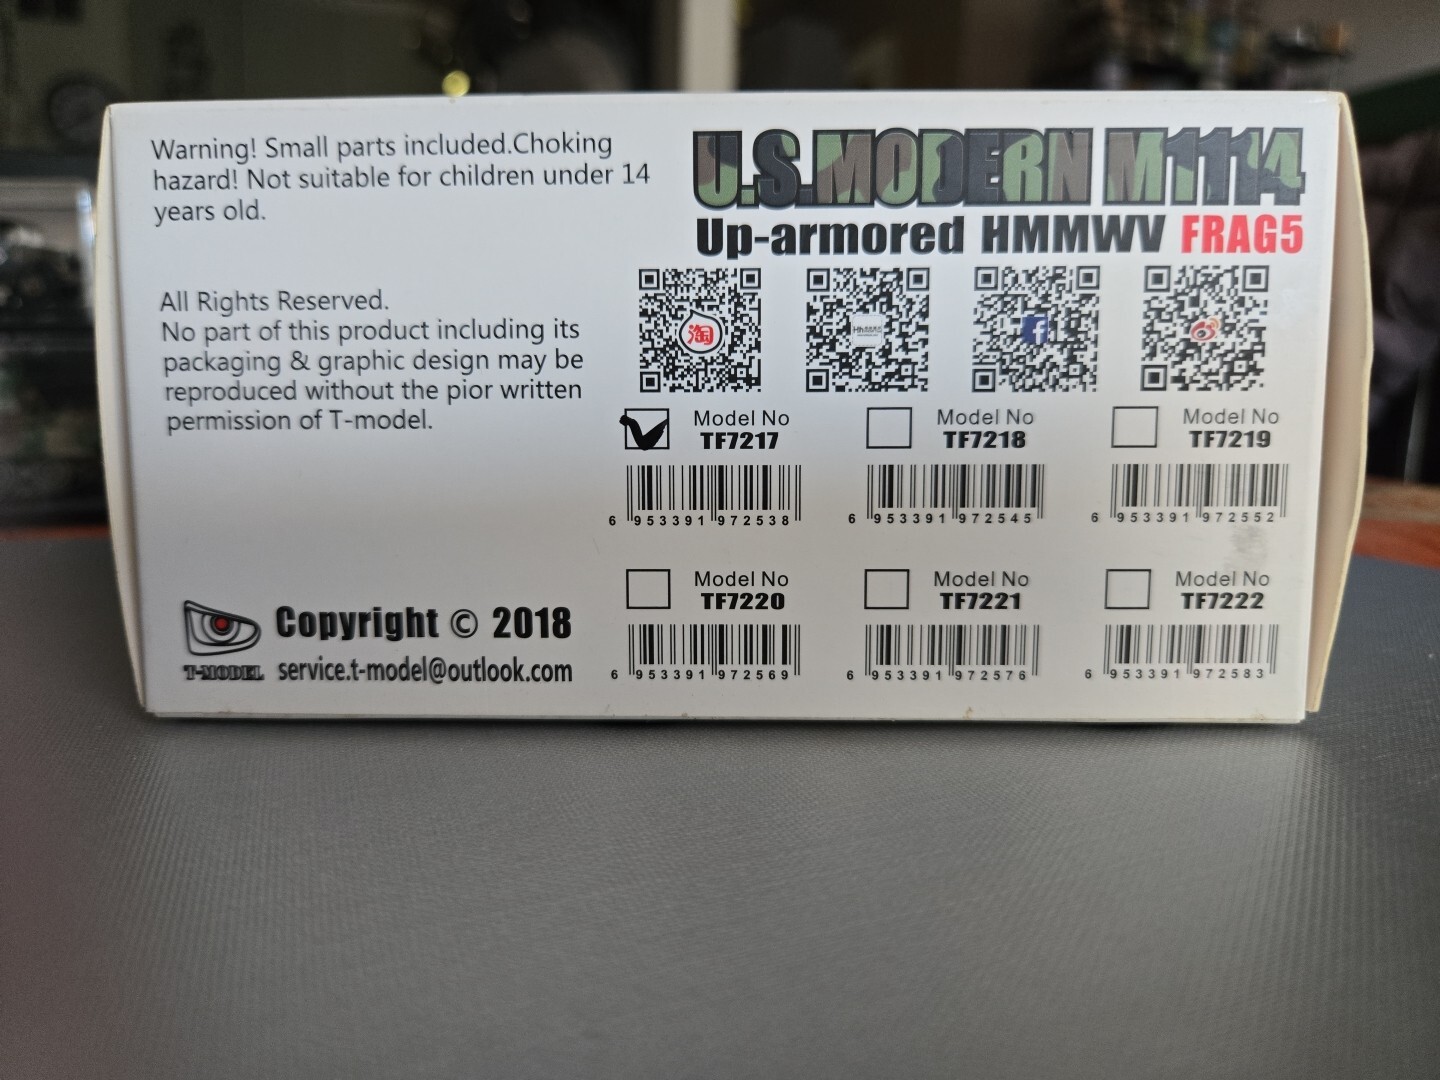 Warning! Small parts included.Choking
hazard! Not suitable for children under 14
years old.
All Rights Reserved.
No part of this product including its
packaging & graphic design may be
reproduced without the pior written
permission of T-model.
T-MODEL
Copyright © 2018
service.t-model@outlook.com
U.S.MODERN M1114
Up-armored HMMWV FRAG5
淘
f
Model No
TF7217
6 953391 972538
Model No
TF7218
6 953391 972545
Model No
TF7219
6 953391 972552
Model No
TF7220
6 953391 972569
Model No
TF7221
6 953391 972576
Model No
TF7222
6 953391 972583